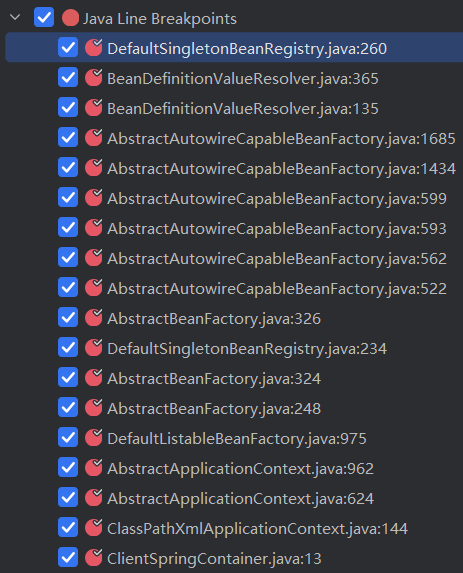 Java Line Breakpoints
DefaultSingletonBeanRegistry.java:260
BeanDefinitionValueResolver.java:365
BeanDefinitionValueResolver.java:135
AbstractAutowireCapableBeanFactory.java:1685
AbstractAutowireCapableBeanFactory.java:1434
AbstractAutowireCapableBeanFactory.java:599
AbstractAutowireCapableBeanFactory.java:593
AbstractAutowireCapableBeanFactory.java:562
AbstractAutowireCapableBeanFactory.java:522
AbstractBeanFactory.java:326
DefaultSingletonBeanRegistry.java:234
AbstractBeanFactory.java:324
AbstractBeanFactory.java:248
DefaultListableBeanFactory.java:975
AbstractApplicationContext.java:962
AbstractApplicationContext.java:624
ClassPathXmlApplicationContext.java:144
ClientSpringContainer.java:13